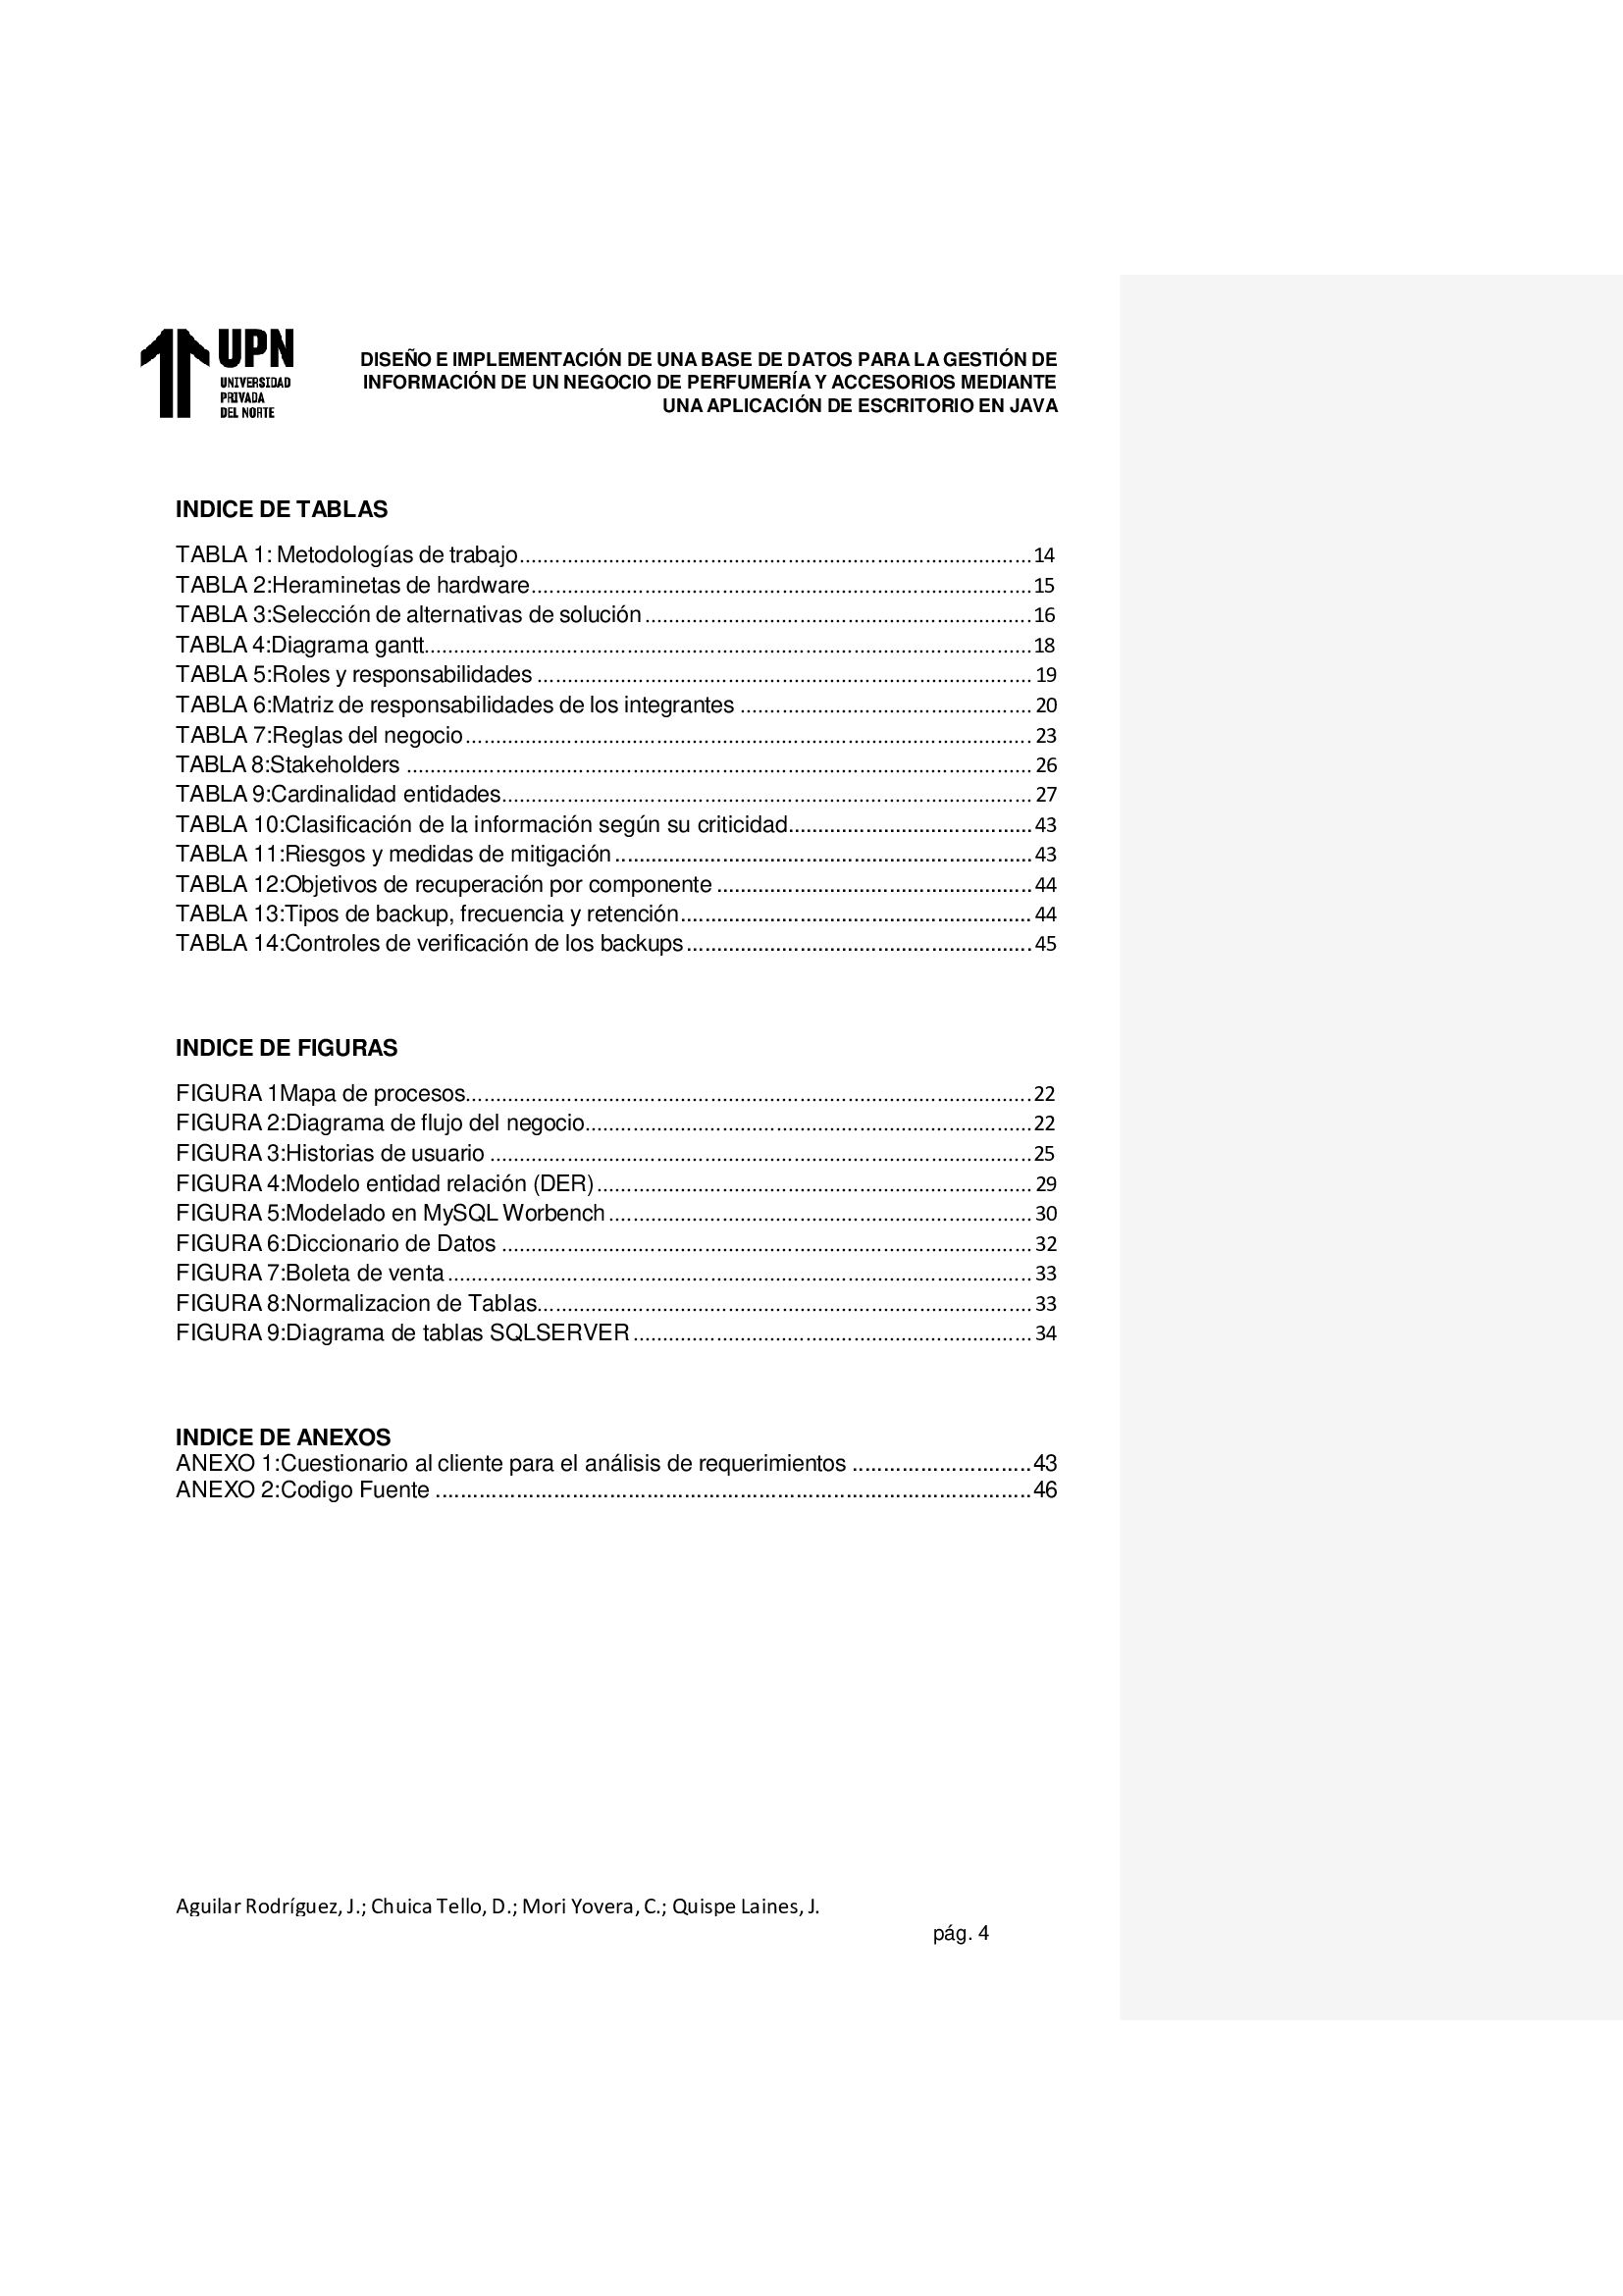 UPN
UNIVERSIDAD
PRIVADA
DEL NORTE
DISEÑO E IMPLEMENTACIÓN DE UNA BASE DE DATOS PARA LA GESTIÓN DE
INFORMACIÓN DE UN NEGOCIO DE PERFUMERÍA Y ACCESORIOS MEDIANTE
UNA APLICACIÓN DE ESCRITORIO EN JAVA
INDICE DE TABLAS
TABLA 1: Metodologías de trabajo....................14
TABLA 2:Heraminetas de hardware....................15
TABLA 3:Selección de alternativas de solución....................16
TABLA 4:Diagrama gantt....................18
TABLA 5:Roles y responsabilidades ....................19
TABLA 6:Matriz de responsabilidades de los integrantes ....................20
TABLA 7:Reglas del negocio....................23
TABLA 8:Stakeholders ....................26
TABLA 9:Cardinalidad entidades....................27
TABLA 10:Clasificación de la información según su criticidad....................43
TABLA 11:Riesgos y medidas de mitigación....................43
TABLA 12:Objetivos de recuperación por componente ....................44
TABLA 13:Tipos de backup, frecuencia y retención....................44
TABLA 14:Controles de verificación de los backups....................45
INDICE DE FIGURAS
FIGURA 1Mapa de procesos....................22
FIGURA 2:Diagrama de flujo del negocio....................22
FIGURA 3:Historias de usuario ....................25
FIGURA 4:Modelo entidad relación (DER)....................29
FIGURA 5:Modelado en MySQL Worbench....................30
FIGURA 6:Diccionario de Datos ....................32
FIGURA 7:Boleta de venta....................33
FIGURA 8:Normalizacion de Tablas....................33
FIGURA 9:Diagrama de tablas SQLSERVER....................34
INDICE DE ANEXOS
ANEXO 1:Cuestionario al cliente para el análisis de requerimientos ....................43
ANEXO 2:Codigo Fuente ....................46
Aguilar Rodríguez, J.; Chuica Tello, D.; Mori Yovera, C.; Quispe Laines, J.
pág. 4